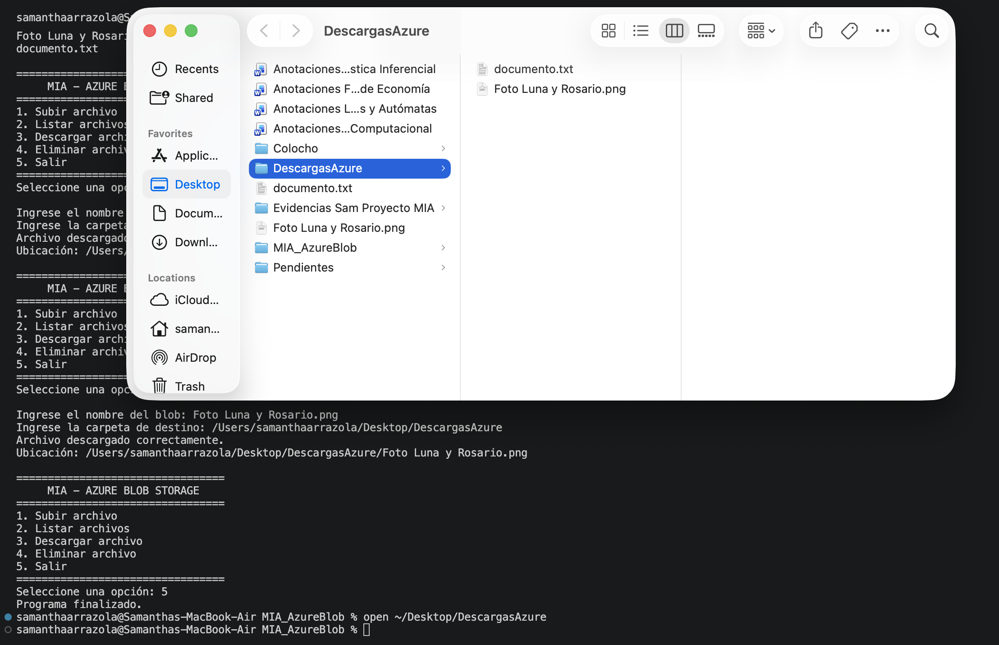 samanthaarrazola@S
Foto Luna y Rosari
documento.txt
================
MIA - AZURE B
================
1. Subir archivo
2. Listar archivos
3. Descargar archi
4. Eliminar archiv
5. Salir
================
Seleccione una opc
Ingrese el nombre
Ingrese la carpeta
Archivo descargado
Ubicación: /Users/
================
MIA - AZURE B
================
1. Subir archivo
2. Listar archivos
3. Descargar archi
4. Eliminar archiv
5. Salir
================
Seleccione una opc
DescargasAzure
Recents
Shared
Favorites
Applic...
Desktop
Docum...
Downl...
Locations
iCloud...
saman...
AirDrop
Trash
Anotaciones...stica Inferencial
Anotaciones F...de Economía
Anotaciones L...s y Autómatas
Anotaciones...Computacional
Colocho
DescargasAzure
documento.txt
Evidencias Sam Proyecto MIA
Foto Luna y Rosario.png
MIA_AzureBlob
Pendientes
documento.txt
Foto Luna y Rosario.png
Ingrese el nombre del blob: Foto Luna y Rosario.png
Ingrese la carpeta de destino: /Users/samanthaarrazola/Desktop/DescargasAzure
Archivo descargado correctamente.
Ubicación: /Users/samanthaarrazola/Desktop/DescargasAzure/Foto Luna y Rosario.png
=================================
MIA - AZURE BLOB STORAGE
=================================
1. Subir archivo
2. Listar archivos
3. Descargar archivo
4. Eliminar archivo
5. Salir
=================================
Seleccione una opción: 5
Programa finalizado.
samanthaarrazola@Samanthas-MacBook-Air MIA_AzureBlob % open ~/Desktop/DescargasAzure
samanthaarrazola@Samanthas-MacBook-Air MIA_AzureBlob %